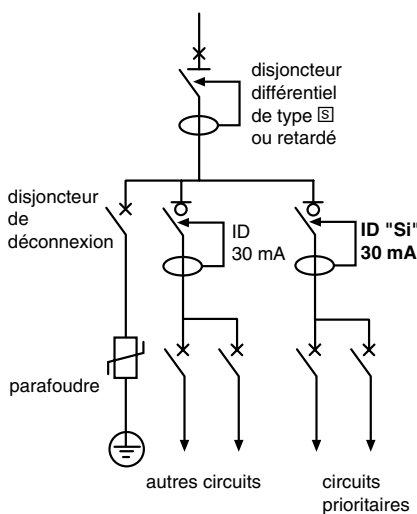 disjoncteur
différentiel
de type S
ou retardé
disjoncteur
de
déconnexion
ID
30 mA
ID "Si"
30 mA
parafoudre
autres circuits
circuits
prioritaires